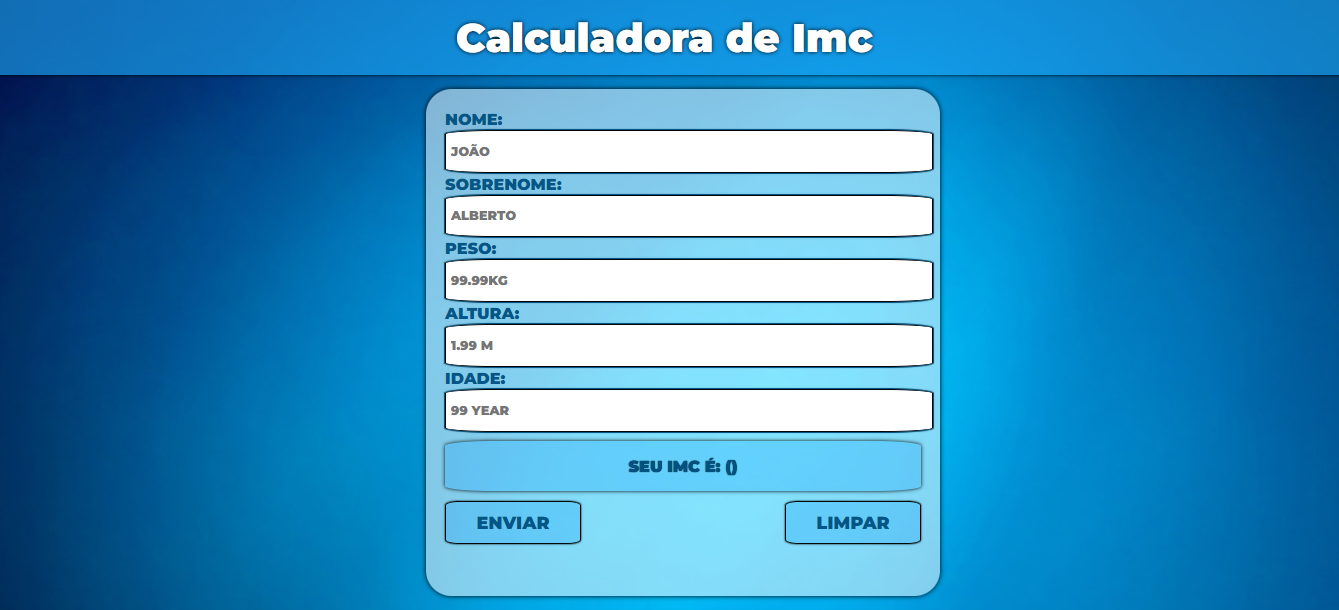 Calculadora de Imc
NOME:
JOÃO
SOBRENOME:
ALBERTO
PESO:
99.99KG
ALTURA:
1.99 M
IDADE:
99 YEAR
SEU IMC É: ()
ENVIAR LIMPAR